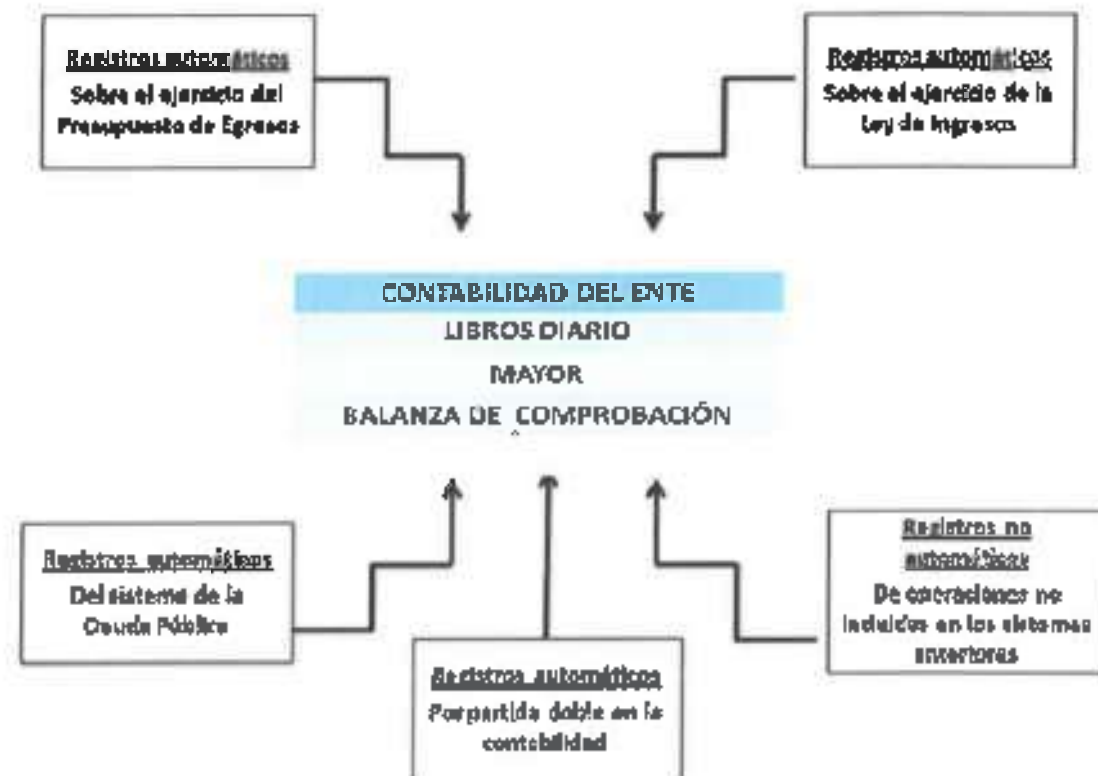 Registros automáticos
Sobre el ejercicio del
Presupuesto de Egresos
Registros automáticos
Sobre el ejercicio de la
Ley de Ingresos
CONTABILIDAD DEL ENTE
LIBROS DIARIO
MAYOR
BALANZA DE COMPROBACIÓN
Registros automáticos
Del sistema de la
Deuda Pública
Registros automáticos
Por partida doble en la
contabilidad
Registros no
automáticos
De operaciones no
incluidas en los sistemas
anteriores